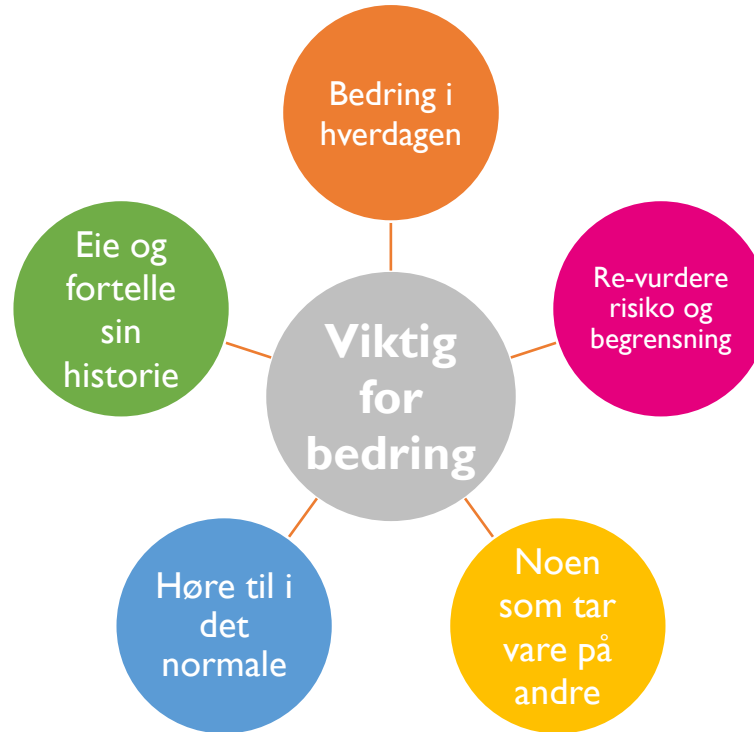 Bedring i
hverdagen
Eie og
fortelle
sin
historie
Re-vurdere
risiko og
begrensning
Viktig
for
bedring
Høre til i
det
normale
Noen
som tar
vare på
andre